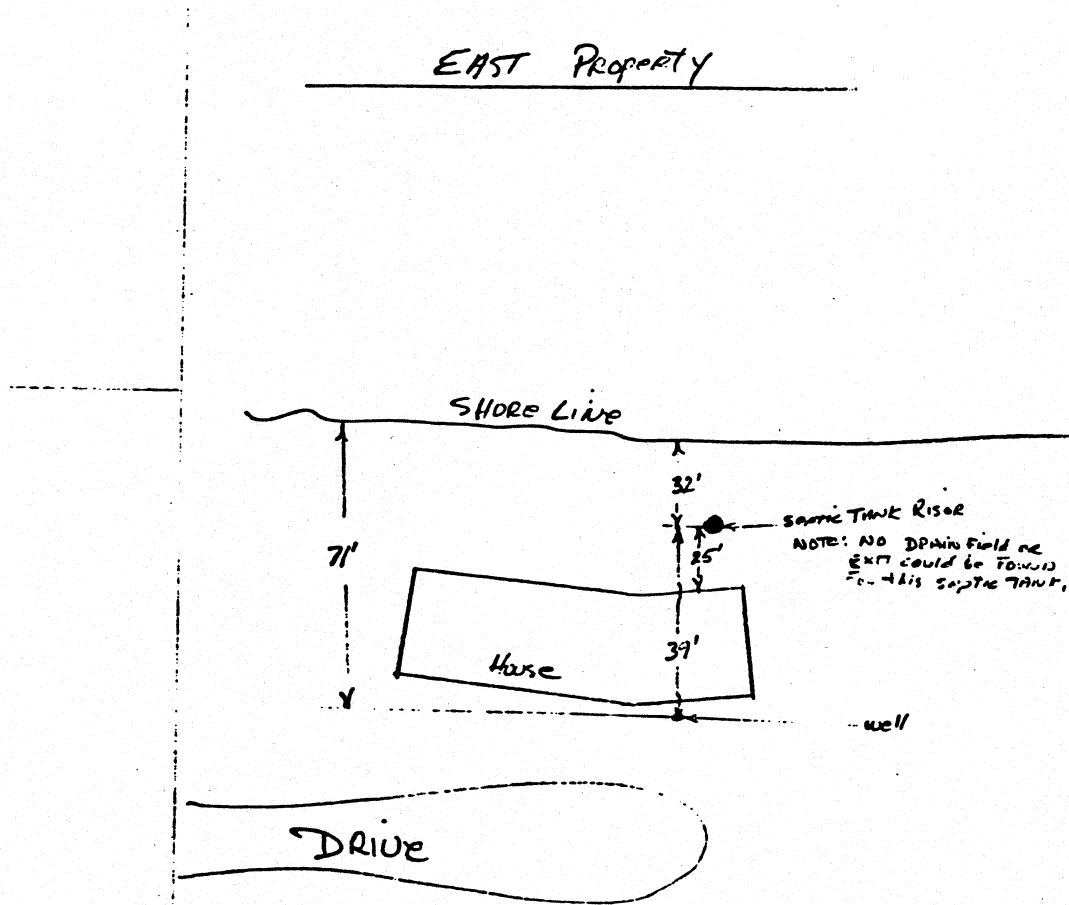 EAST Property
SHORE LINE
32'
SEPTIC TANK RISOR
NOTE: NO DRAIN Field or
EXIT could be Found
For this SEPTIC TANK.
25'
71'
39'
House
well
DRIVE